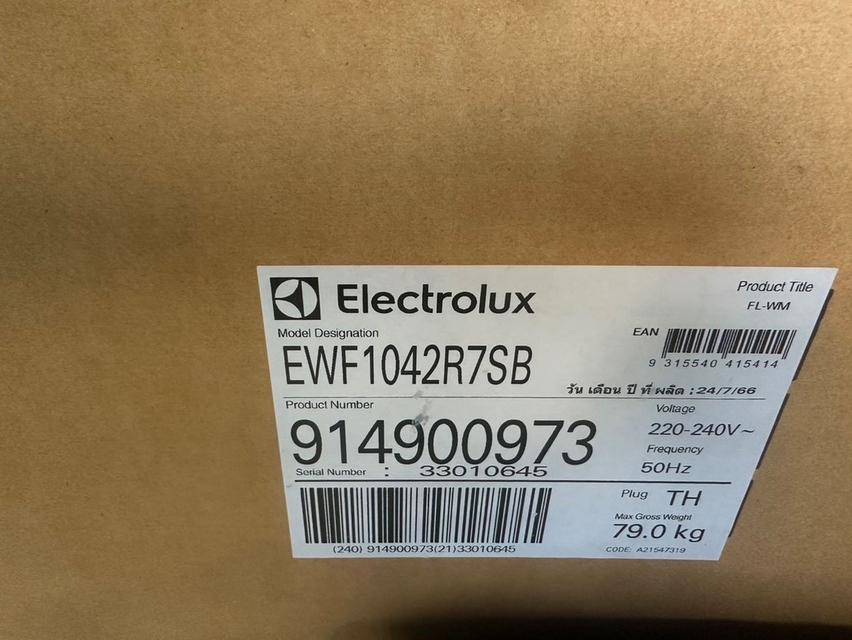 Electrolux
Product Title
FL-WM
Model Designation
EWF1042R7SB
EAN
9 315540 415414
วัน เดือน ปี ที่ ผลิต : 24/7/66
Product Number
914900973
Serial Number : 33010645
Voltage
220-240V~
Frequency
50Hz
(240) 914900973(21)33010645
Plug TH
Max Gross Weight
79.0 kg
CODE: A21547319